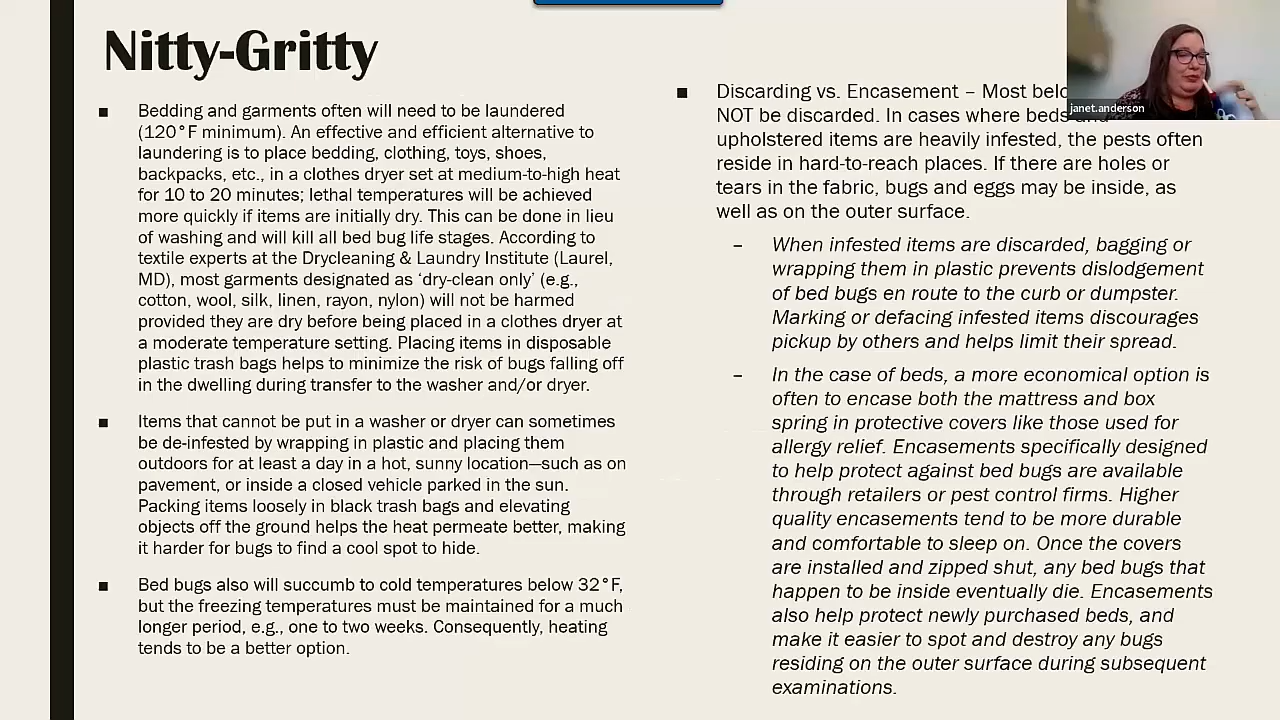 Nitty-Gritty
■ Bedding and garments often will need to be laundered
(120°F minimum). An effective and efficient alternative to
laundering is to place bedding, clothing, toys, shoes,
backpacks, etc., in a clothes dryer set at medium-to-high heat
for 10 to 20 minutes; lethal temperatures will be achieved
more quickly if items are initially dry. This can be done in lieu
of washing and will kill all bed bug life stages. According to
textile experts at the Drycleaning & Laundry Institute (Laurel,
MD), most garments designated as ‘dry-clean only’ (e.g.,
cotton, wool, silk, linen, rayon, nylon) will not be harmed
provided they are dry before being placed in a clothes dryer at
a moderate temperature setting. Placing items in disposable
plastic trash bags helps to minimize the risk of bugs falling off
in the dwelling during transfer to the washer and/or dryer.
■ Items that cannot be put in a washer or dryer can sometimes
be de-infested by wrapping in plastic and placing them
outdoors for at least a day in a hot, sunny location—such as on
pavement, or inside a closed vehicle parked in the sun.
Packing items loosely in black trash bags and elevating
objects off the ground helps the heat permeate better, making
it harder for bugs to find a cool spot to hide.
■ Bed bugs also will succumb to cold temperatures below 32°F,
but the freezing temperatures must be maintained for a much
longer period, e.g., one to two weeks. Consequently, heating
tends to be a better option.
■ Discarding vs. Encasement – Most
NOT be discarded. In cases where beds and
upholstered items are heavily infested, the pests often
reside in hard-to-reach places. If there are holes or
tears in the fabric, bugs and eggs may be inside, as
well as on the outer surface.
– When infested items are discarded, bagging or
wrapping them in plastic prevents dislodgement
of bed bugs en route to the curb or dumpster.
Marking or defacing infested items discourages
pickup by others and helps limit their spread.
– In the case of beds, a more economical option is
often to encase both the mattress and box
spring in protective covers like those used for
allergy relief. Encasements specifically designed
to help protect against bed bugs are available
through retailers or pest control firms. Higher
quality encasements tend to be more durable
and comfortable to sleep on. Once the covers
are installed and zipped shut, any bed bugs that
happen to be inside eventually die. Encasements
also help protect newly purchased beds, and
make it easier to spot and destroy any bugs
residing on the outer surface during subsequent
examinations.
janet.anderson